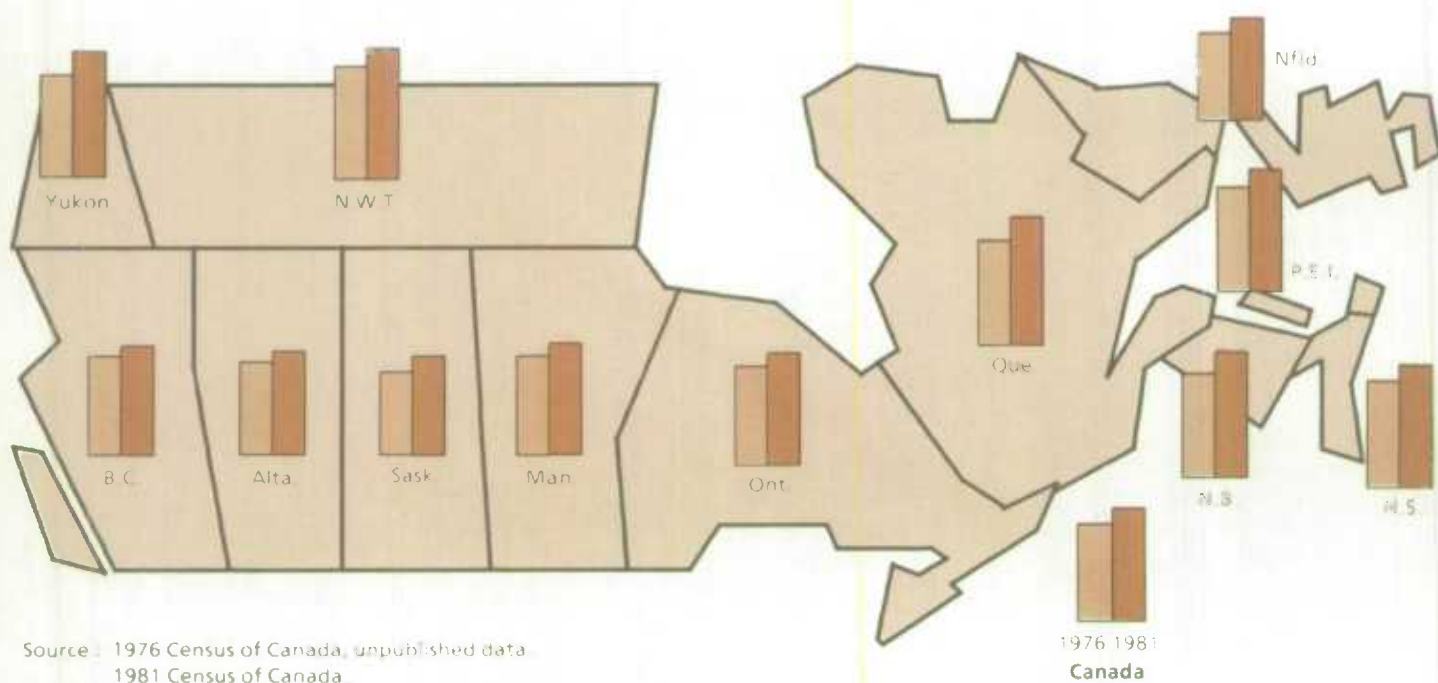 Nfld.
Yukon
N.W.T.
P.E.I.
Que.
B.C.
Alta.
Sask.
Man.
Ont.
N.B.
N.S.
1976 1981
Canada
Source : 1976 Census of Canada, unpublished data.
1981 Census of Canada.